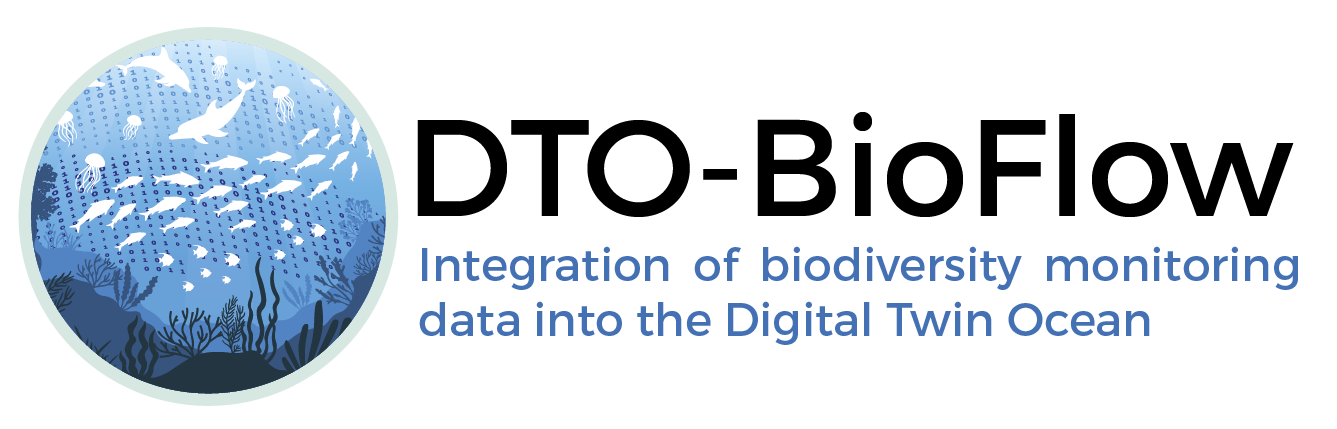 DTO-BioFlow
Integration of biodiversity monitoring
data into the Digital Twin Ocean